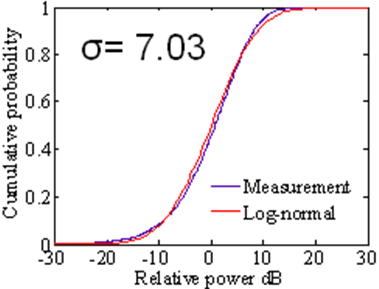 1
σ= 7.03
0.8
0.6
0.4
0.2
0
Cumulative probability
Measurement
Log-normal
-30 -20 -10 0 10 20 30
Relative power dB